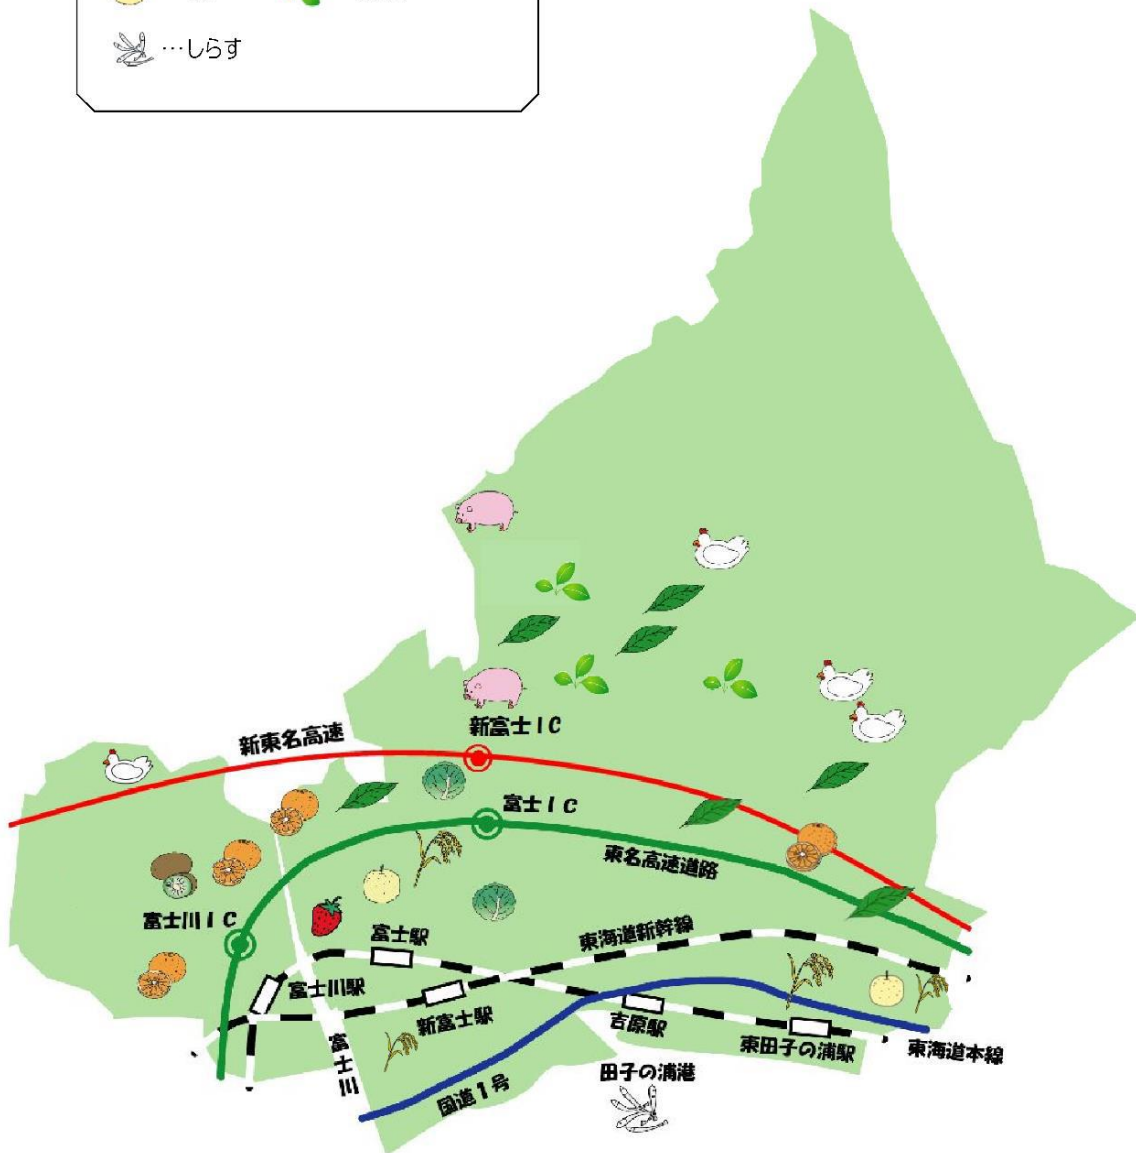 …しらす
新東名高速
新富士IC
富士IC
東名高速道路
富士川IC
富士駅
東海道新幹線
富士川駅
新富士駅
吉原駅
東田子の浦駅
東海道本線
富士川
国道1号
田子の浦港